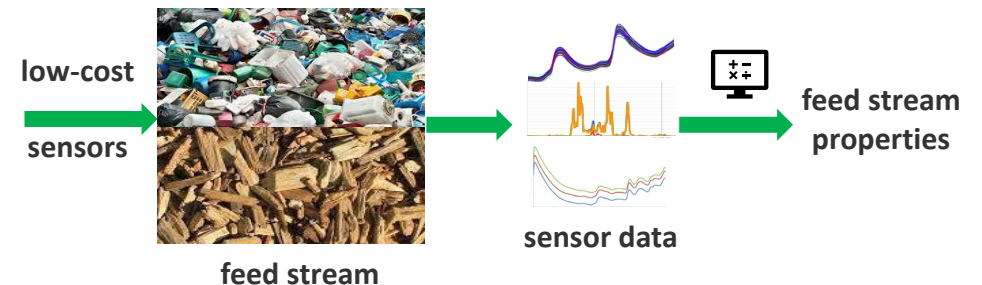 low-cost
sensors
feed stream
sensor data
feed stream
properties